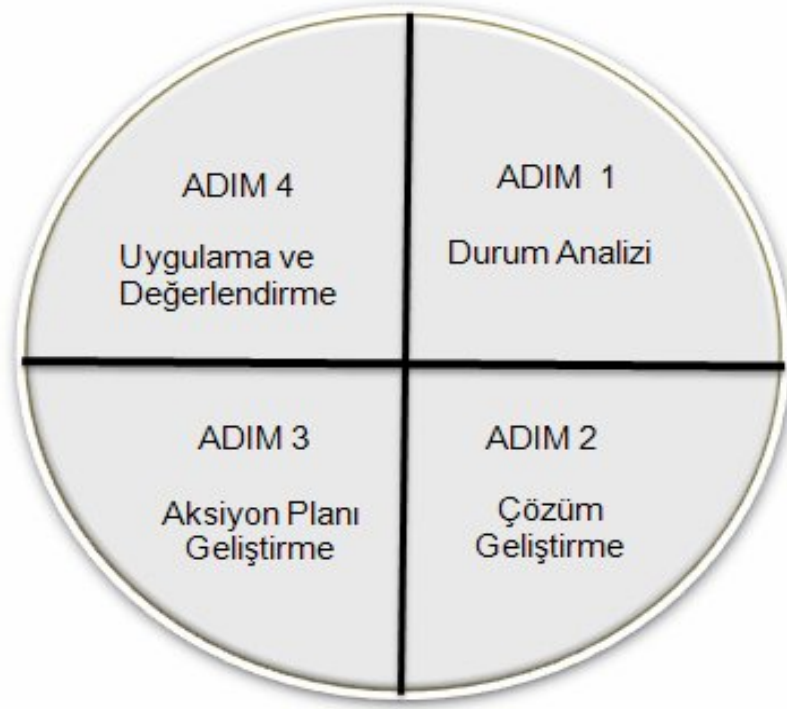 ADIM 1
Durum Analizi
ADIM 2
Çözüm
Geliştirme
ADIM 3
Aksiyon Planı
Geliştirme
ADIM 4
Uygulama ve
Değerlendirme